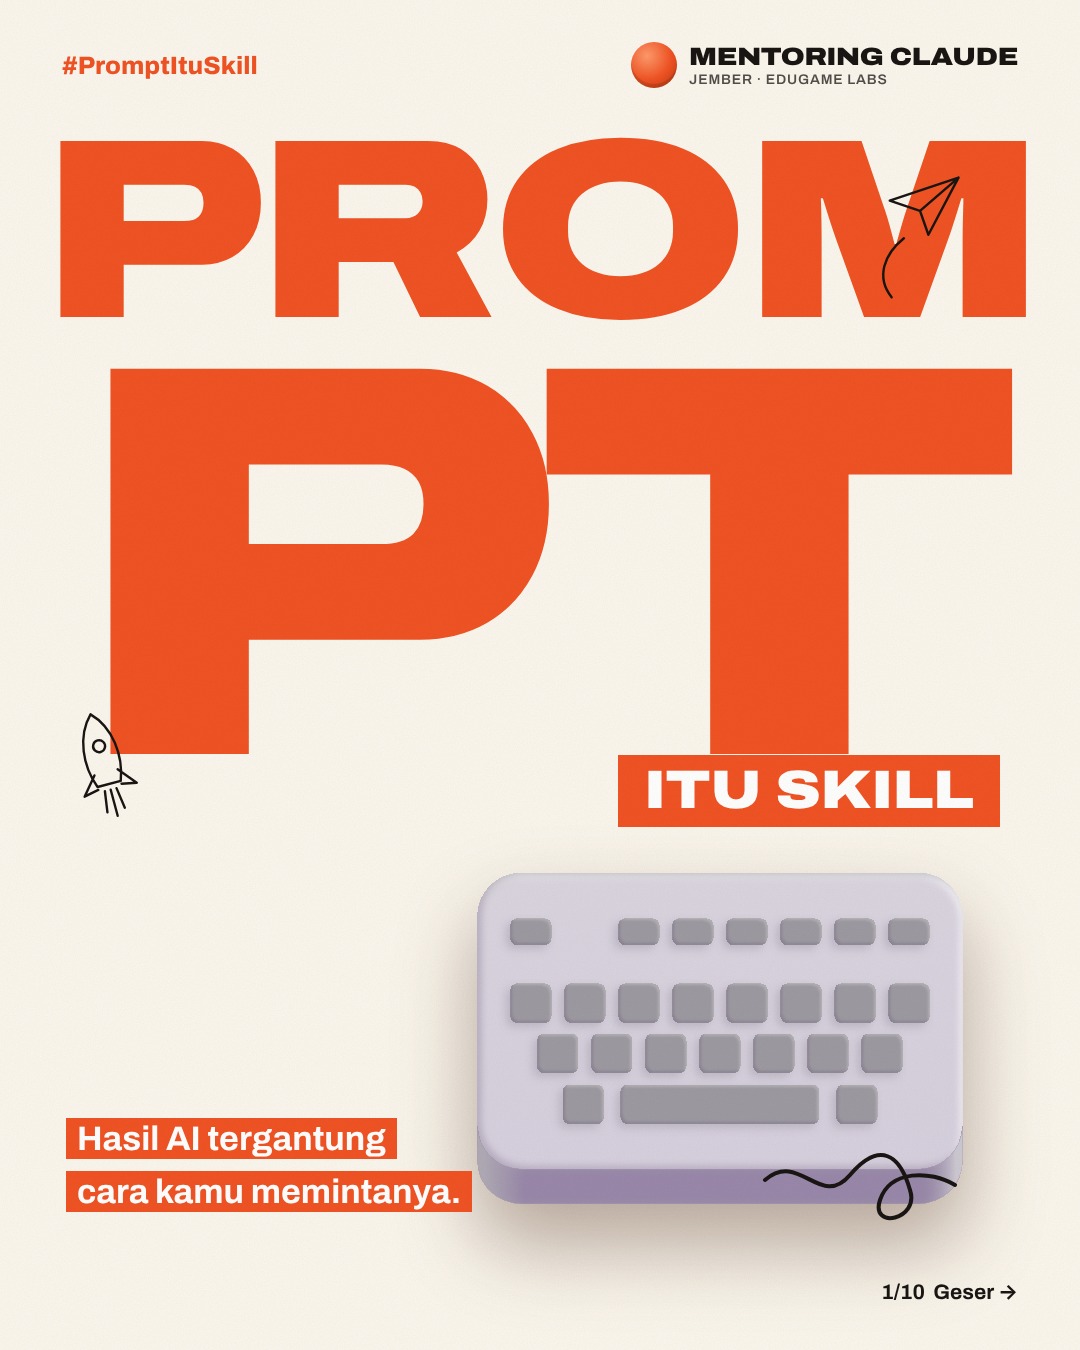 #PromptItuSkill
MENTORING CLAUDE
JEMBER · EDUGAME LABS
PROM
PT
ITU SKILL
Hasil AI tergantung
cara kamu memintanya.
1/10 Geser →